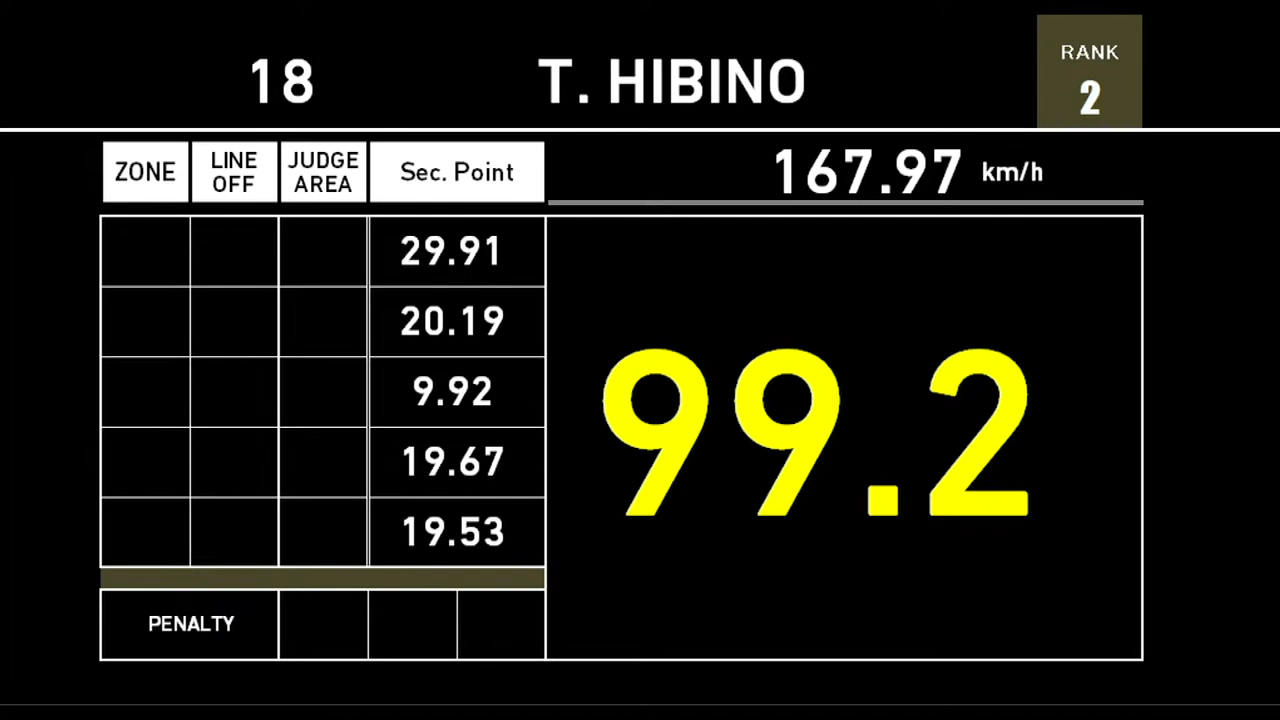 18 T. HIBINO RANK
2
ZONE LINE OFF JUDGE AREA Sec. Point 167.97 km/h
29.91
20.19
9.92
19.67
19.53
99.2
PENALTY